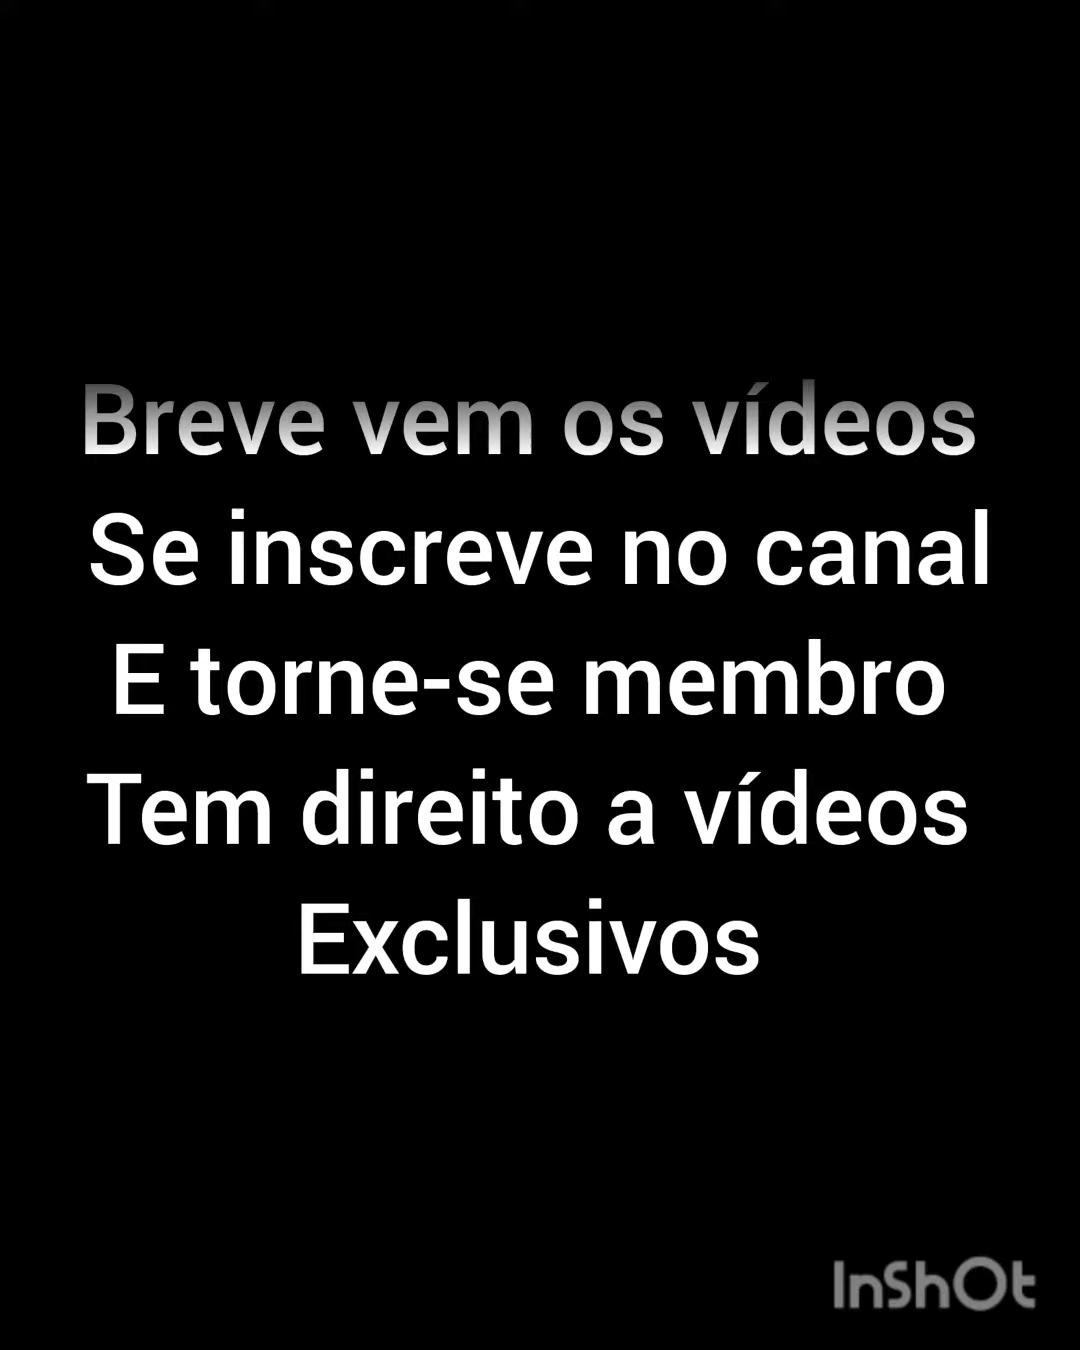 Breve vem os vídeos
Se inscreve no canal
E torne-se membro
Tem direito a vídeos
Exclusivos
InShOt